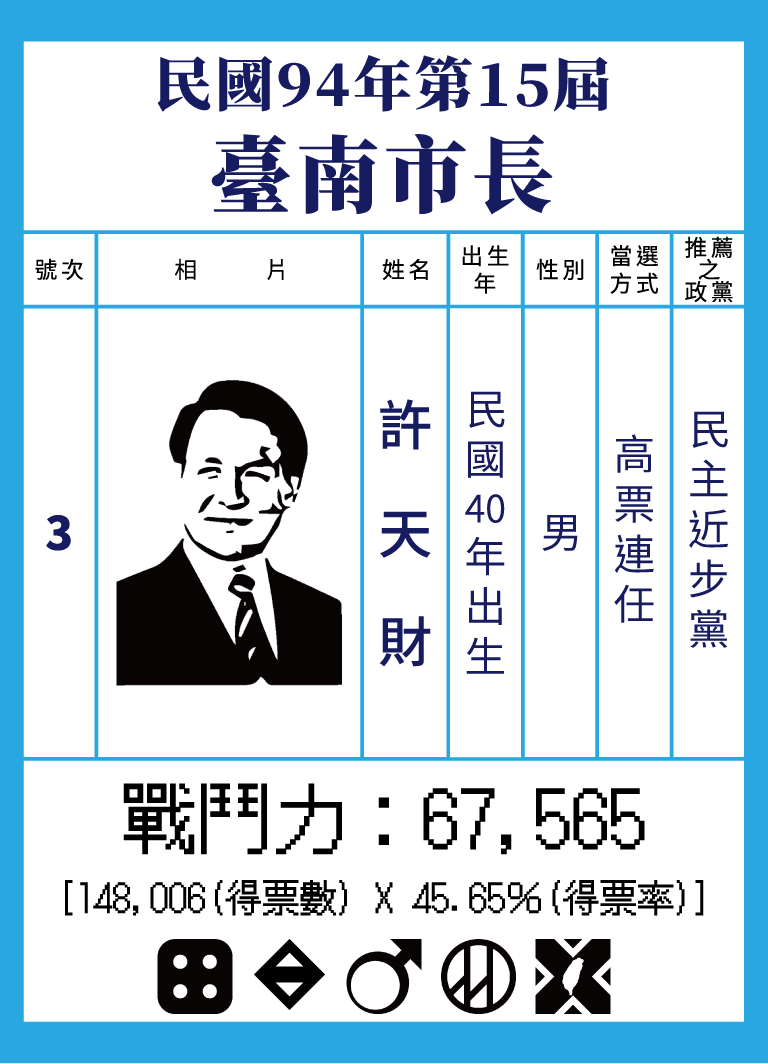 民國94年第15屆
臺南市長
號次
相片
姓名
出生年
性別
當選方式
推薦之政黨
3
許天財
民國40年出生
男
高票連任
民主近步黨
戰鬥力：67,565
[148,006(得票數) X 45.65%(得票率)]